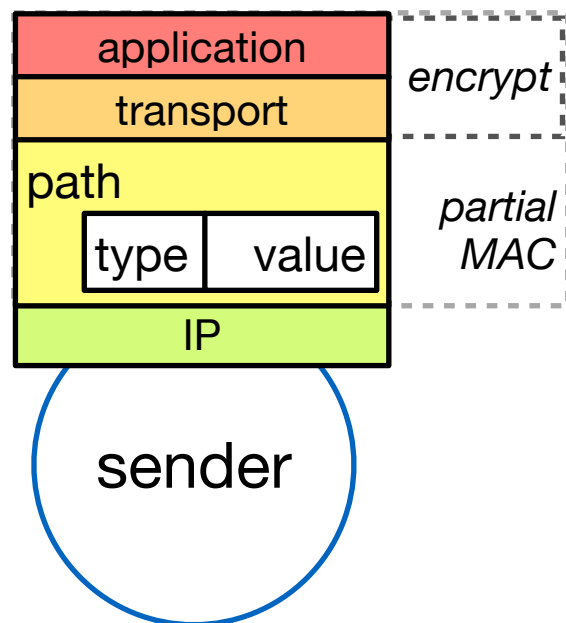 application
encrypt
transport
path
partial
MAC
type value
IP
sender